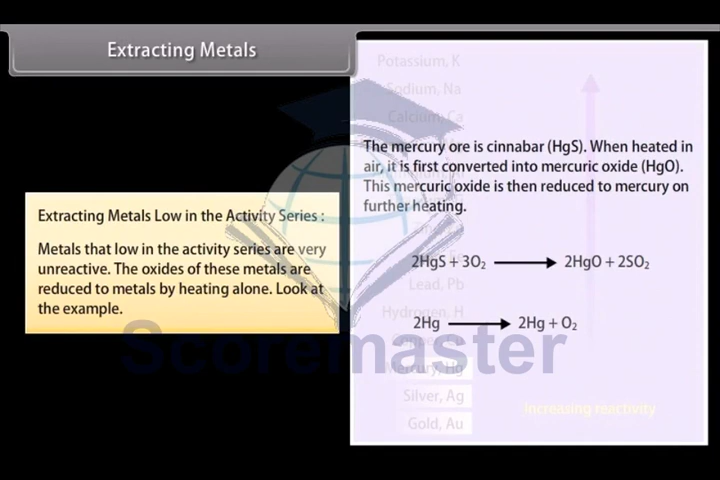 Extracting Metals
Extracting Metals Low in the Activity Series :
Metals that low in the activity series are very
unreactive. The oxides of these metals are
reduced to metals by heating alone. Look at
the example.
Potassium, K
Sodium, Na
Calcium, Ca
The mercury ore is cinnabar (HgS). When heated in
air, it is first converted into mercuric oxide (HgO).
This mercuric oxide is then reduced to mercury on
further heating.
2HgS + 3O₂ ⟶ 2HgO + 2SO₂
Lead, Pb
Hydrogen, H
2Hg ⟶ 2Hg + O₂
Scoremaster
Mercury, Hg
Silver, Ag
Gold, Au
Increasing reactivity